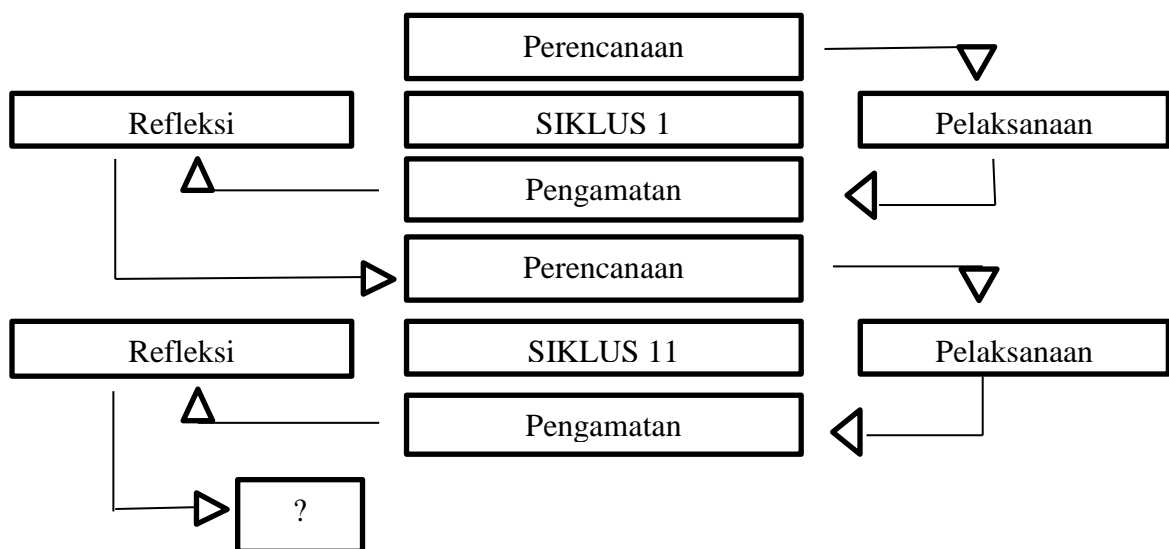 Perencanaan
Refleksi
SIKLUS 1
Pelaksanaan
Pengamatan
Perencanaan
Refleksi
SIKLUS 11
Pelaksanaan
Pengamatan
?